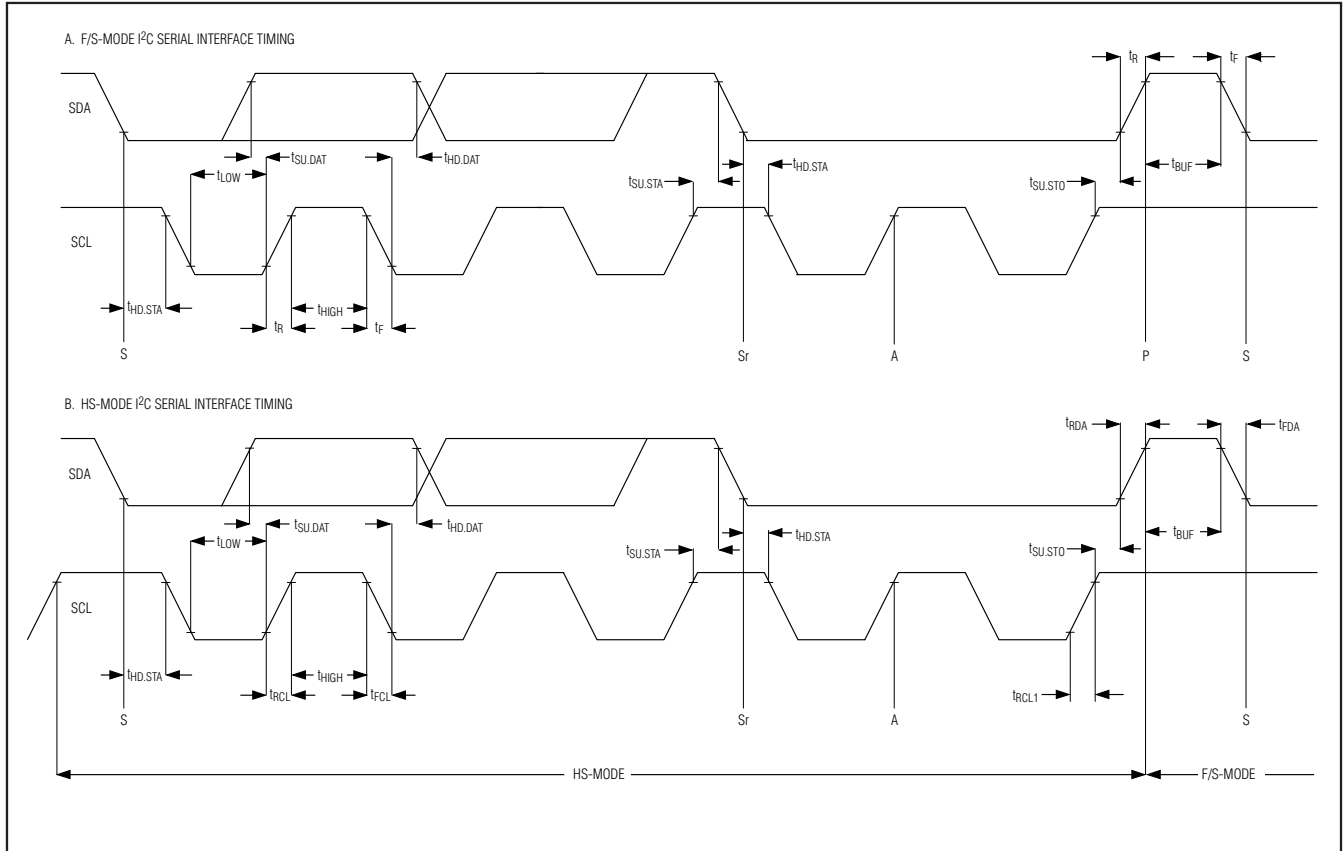 A. F/S-MODE I²C SERIAL INTERFACE TIMING
tR
tF
SDA
tSU.DAT
tHD.DAT
tLOW
tHD.STA
tBUF
tSU.STA
tSU.STO
SCL
tHD.STA
tHIGH
tR
tF
S
Sr
A
P
S
B. HS-MODE I²C SERIAL INTERFACE TIMING
tRDA
tFDA
SDA
tSU.DAT
tHD.DAT
tLOW
tHD.STA
tBUF
tSU.STA
tSU.STO
SCL
tHD.STA
tHIGH
tRCL
tFCL
tRCL1
S
Sr
A
S
HS-MODE
F/S-MODE